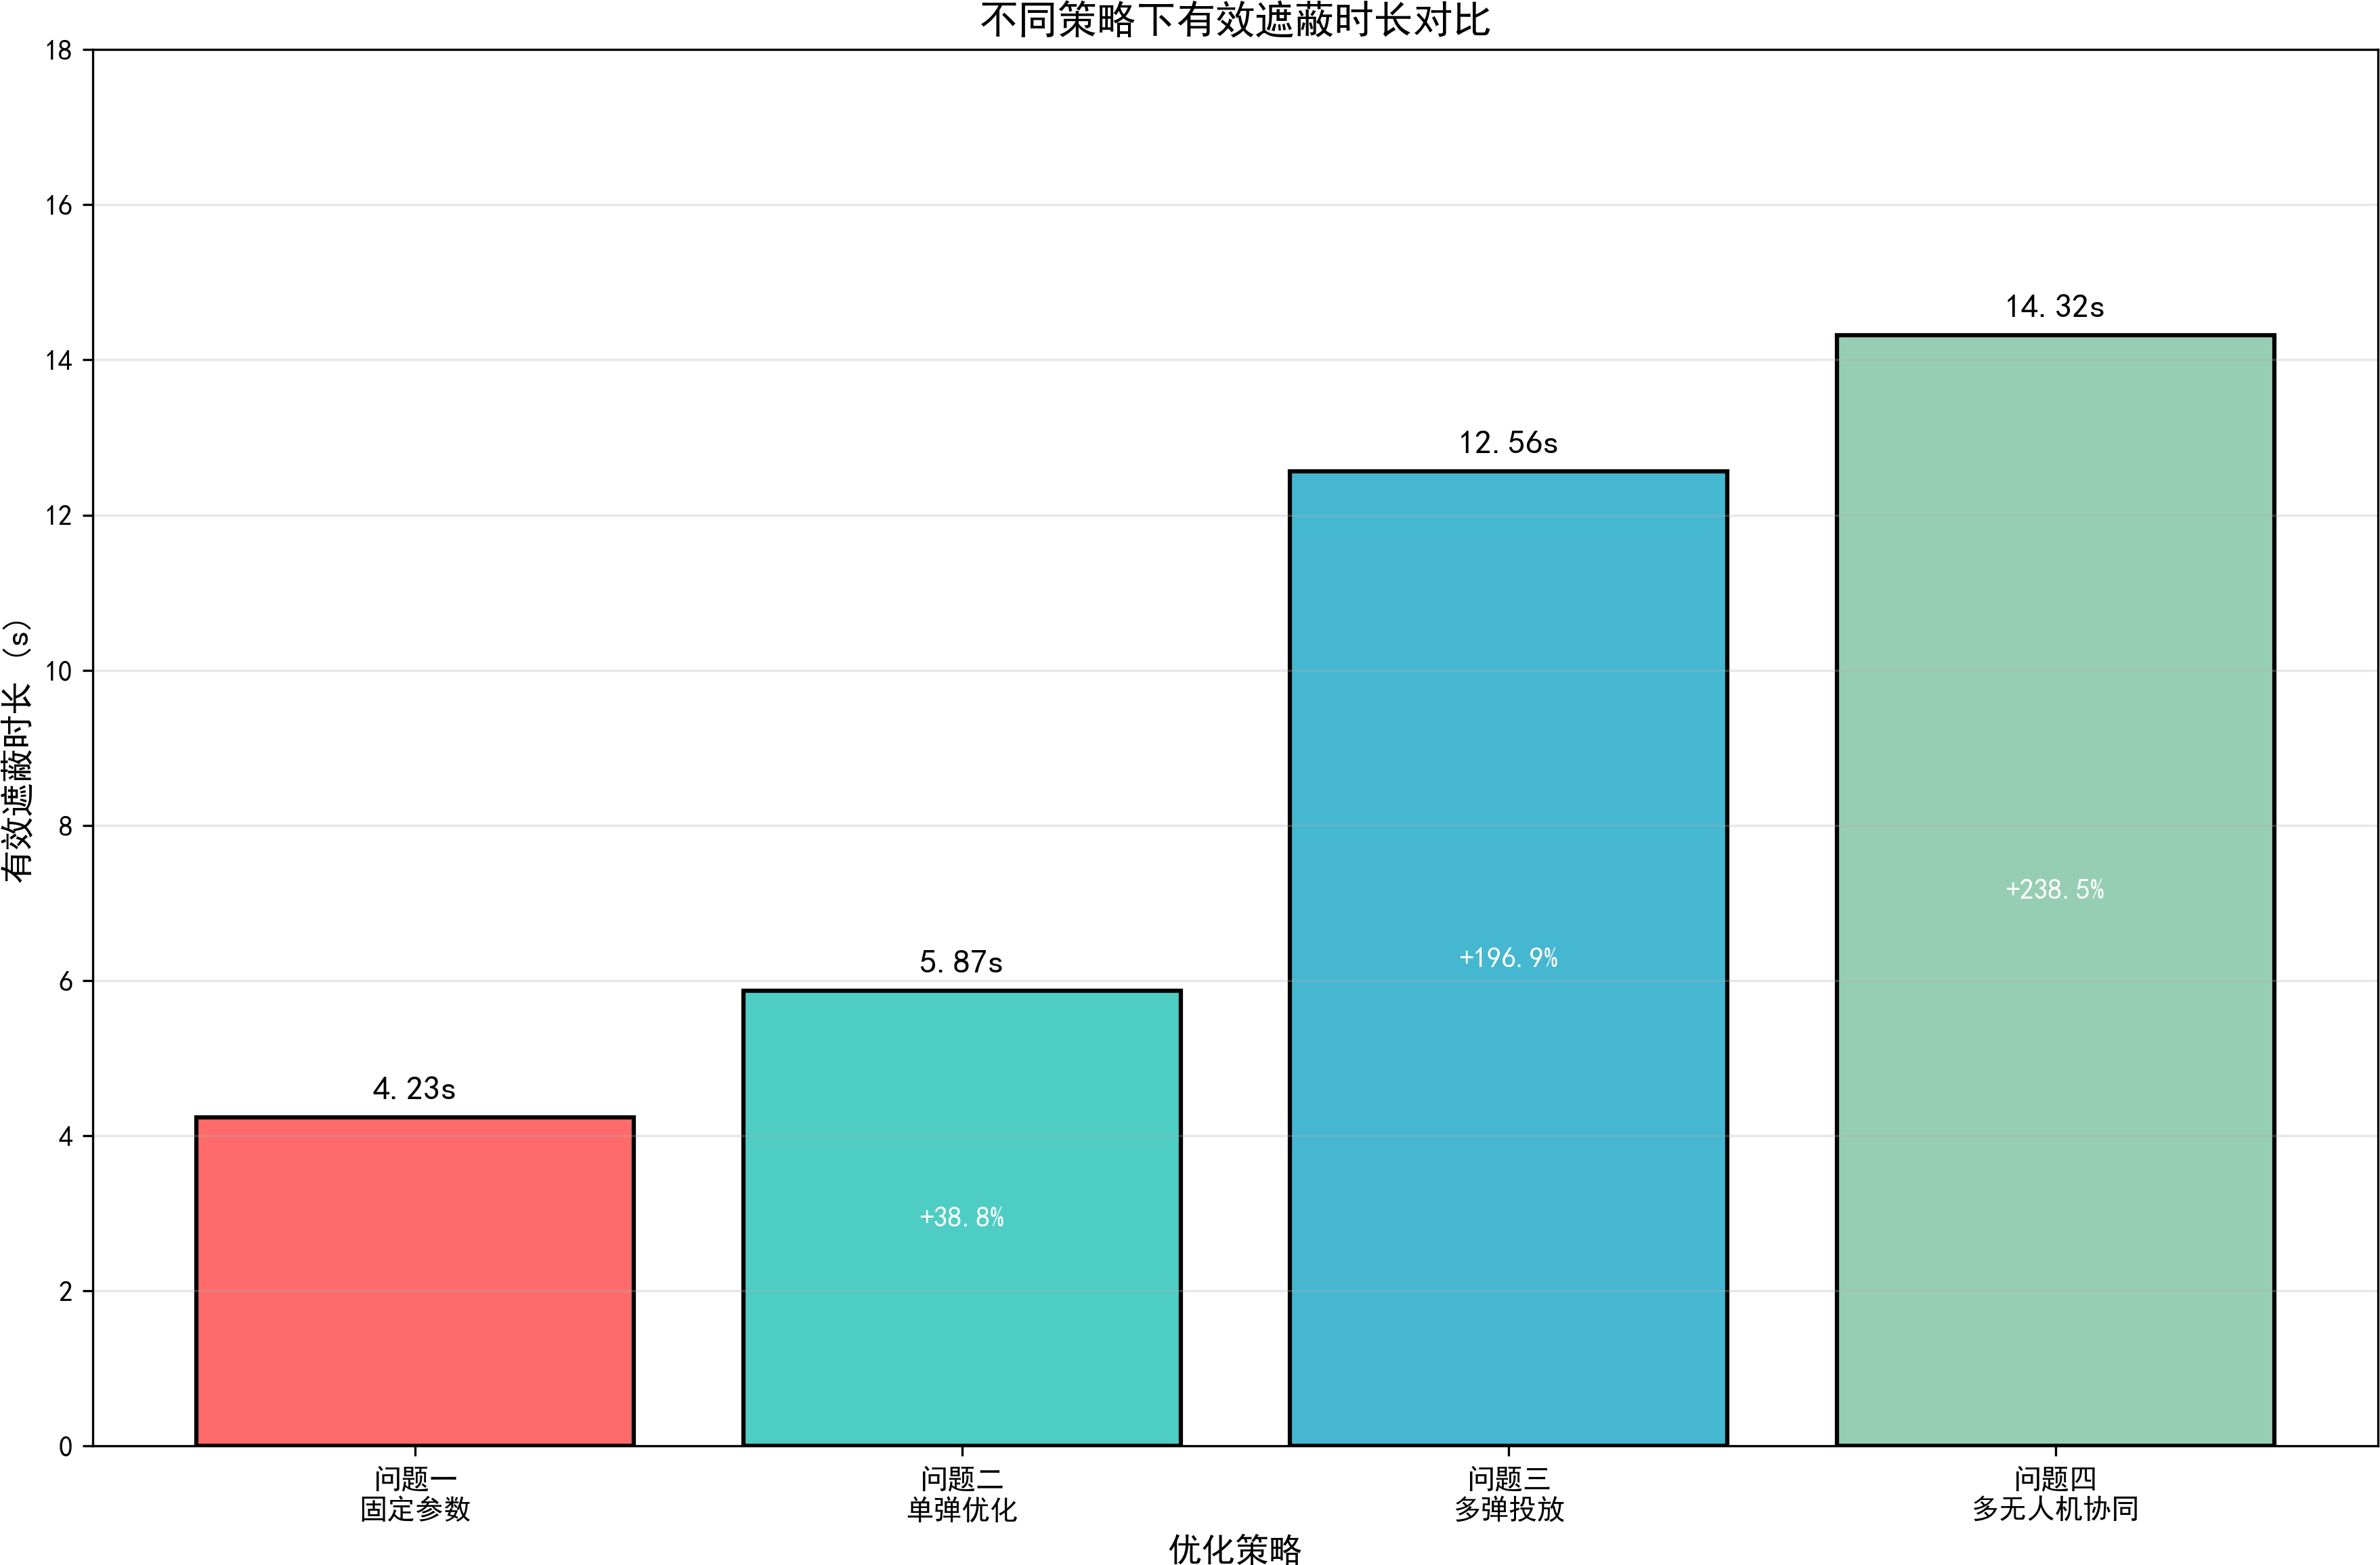 不同策略下有效遮蔽时长对比
有效遮蔽时长 (s)
18
16
14
12
10
8
6
4
2
0
4.23s
5.87s
+38.8%
12.56s
+196.9%
14.32s
+238.5%
问题一
固定参数
问题二
单弹优化
问题三
多弹投放
问题四
多无人机协同
优化策略